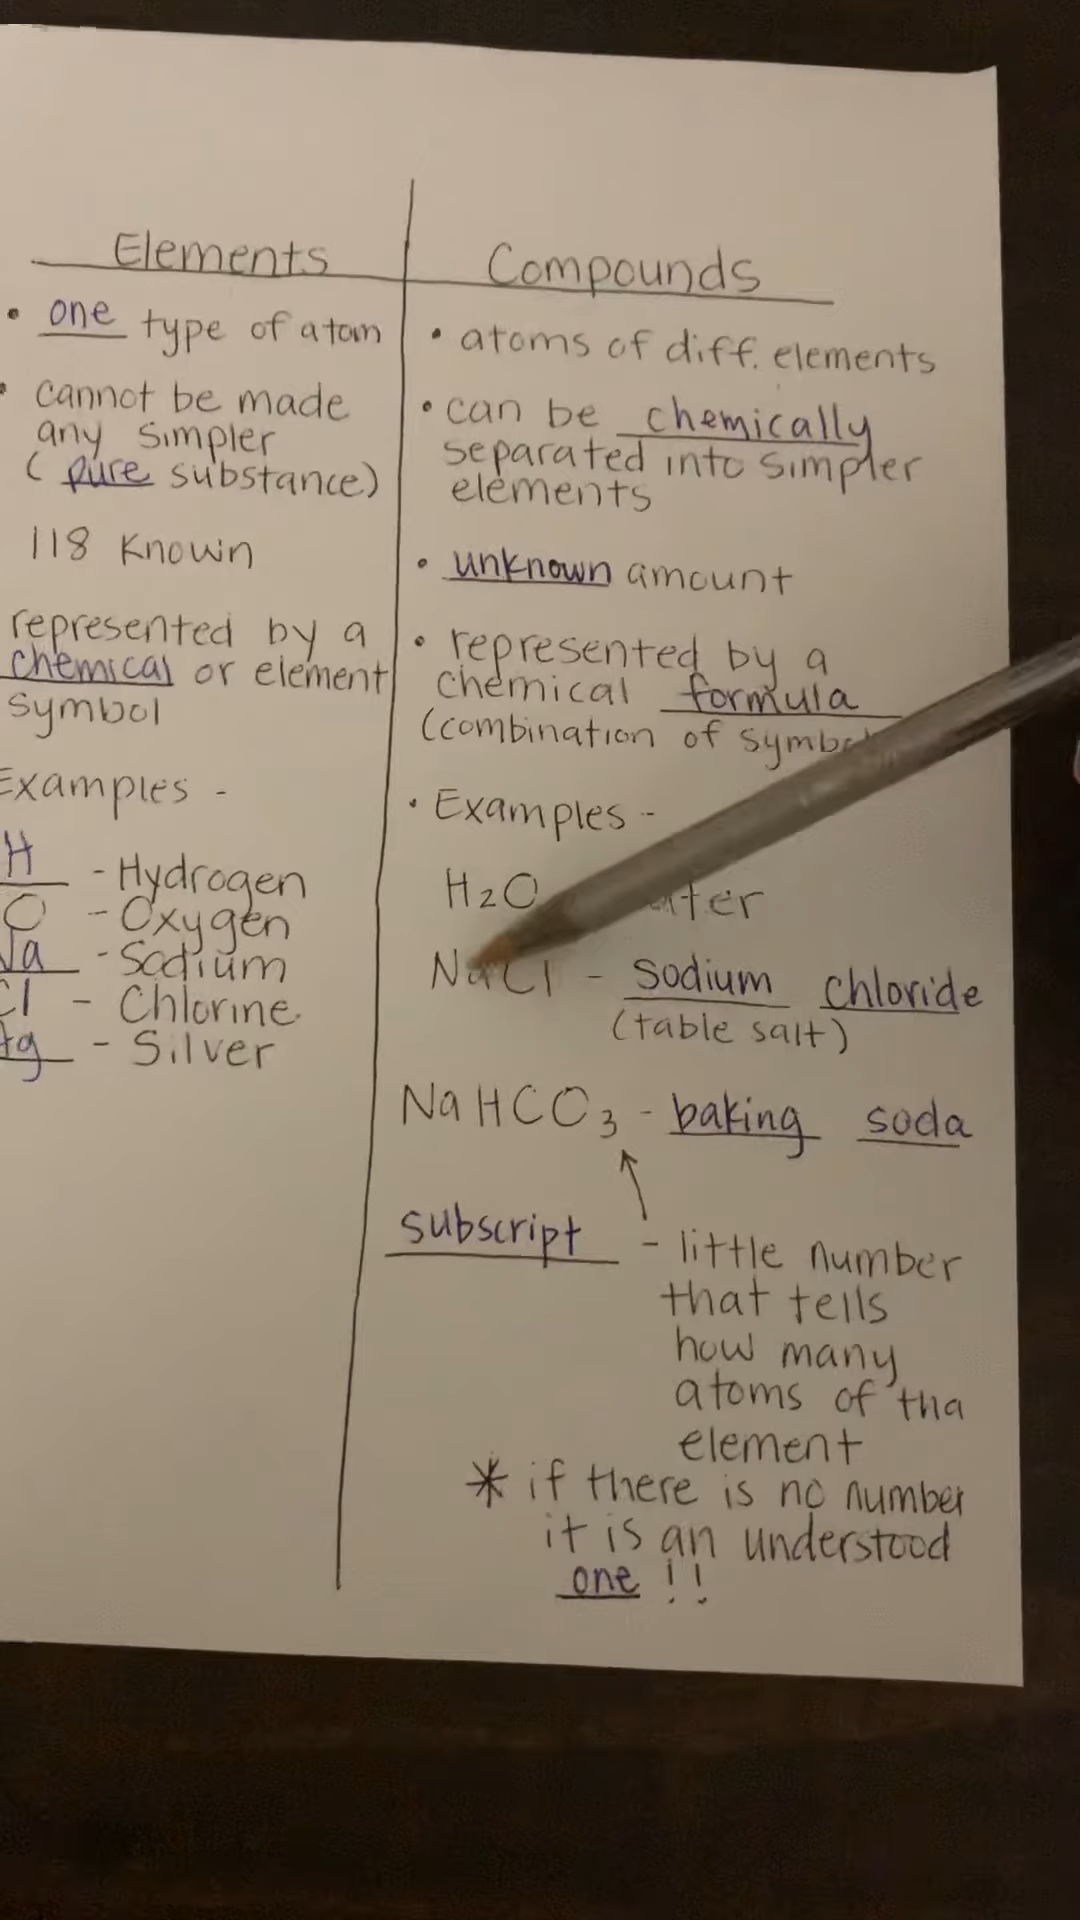 Elements
• one type of atom
• cannot be made
any simpler
(pure substance)
118 Known
represented by a
chemical or element
symbol
Examples -
H - Hydrogen
O - Oxygen
Na - Sodium
Cl - Chlorine
Ag - Silver
Compounds
• atoms of diff. elements
• can be chemically
separated into simpler
elements
• unknown amount
• represented by a
chemical formula
(combination of
• Examples -
H₂O
NaCl - sodium chloride
(table salt)
NaHCO₃ - baking soda
subscript - little number
that tells
how many
atoms of tha
element
* if there is no number
it is an understood
one !!